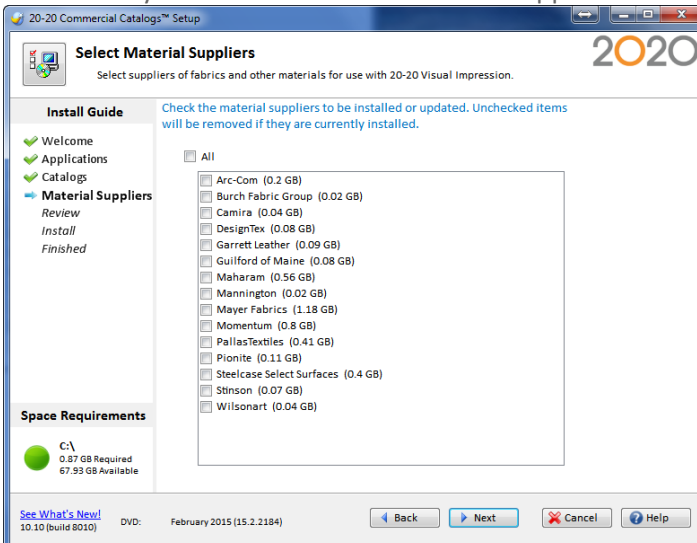 20-20 Commercial Catalogs™ Setup
Select Material Suppliers
Select suppliers of fabrics and other materials for use with 20-20 Visual Impression.
2020
Install Guide
Welcome
Applications
Catalogs
Material Suppliers
Review
Install
Finished
Check the material suppliers to be installed or updated. Unchecked items
will be removed if they are currently installed.
All
Arc-Com (0.2 GB)
Burch Fabric Group (0.02 GB)
Camira (0.04 GB)
DesignTex (0.08 GB)
Garrett Leather (0.09 GB)
Guilford of Maine (0.08 GB)
Maharam (0.56 GB)
Mannington (0.02 GB)
Mayer Fabrics (1.18 GB)
Momentum (0.8 GB)
PallasTextiles (0.41 GB)
Pionite (0.11 GB)
Steelcase Select Surfaces (0.4 GB)
Stinson (0.07 GB)
Wilsonart (0.04 GB)
Space Requirements
C:\
0.87 GB Required
67.93 GB Available
See What's New!
10.10 (build 8010)
DVD: February 2015 (15.2.2184)
Back
Next
Cancel
Help